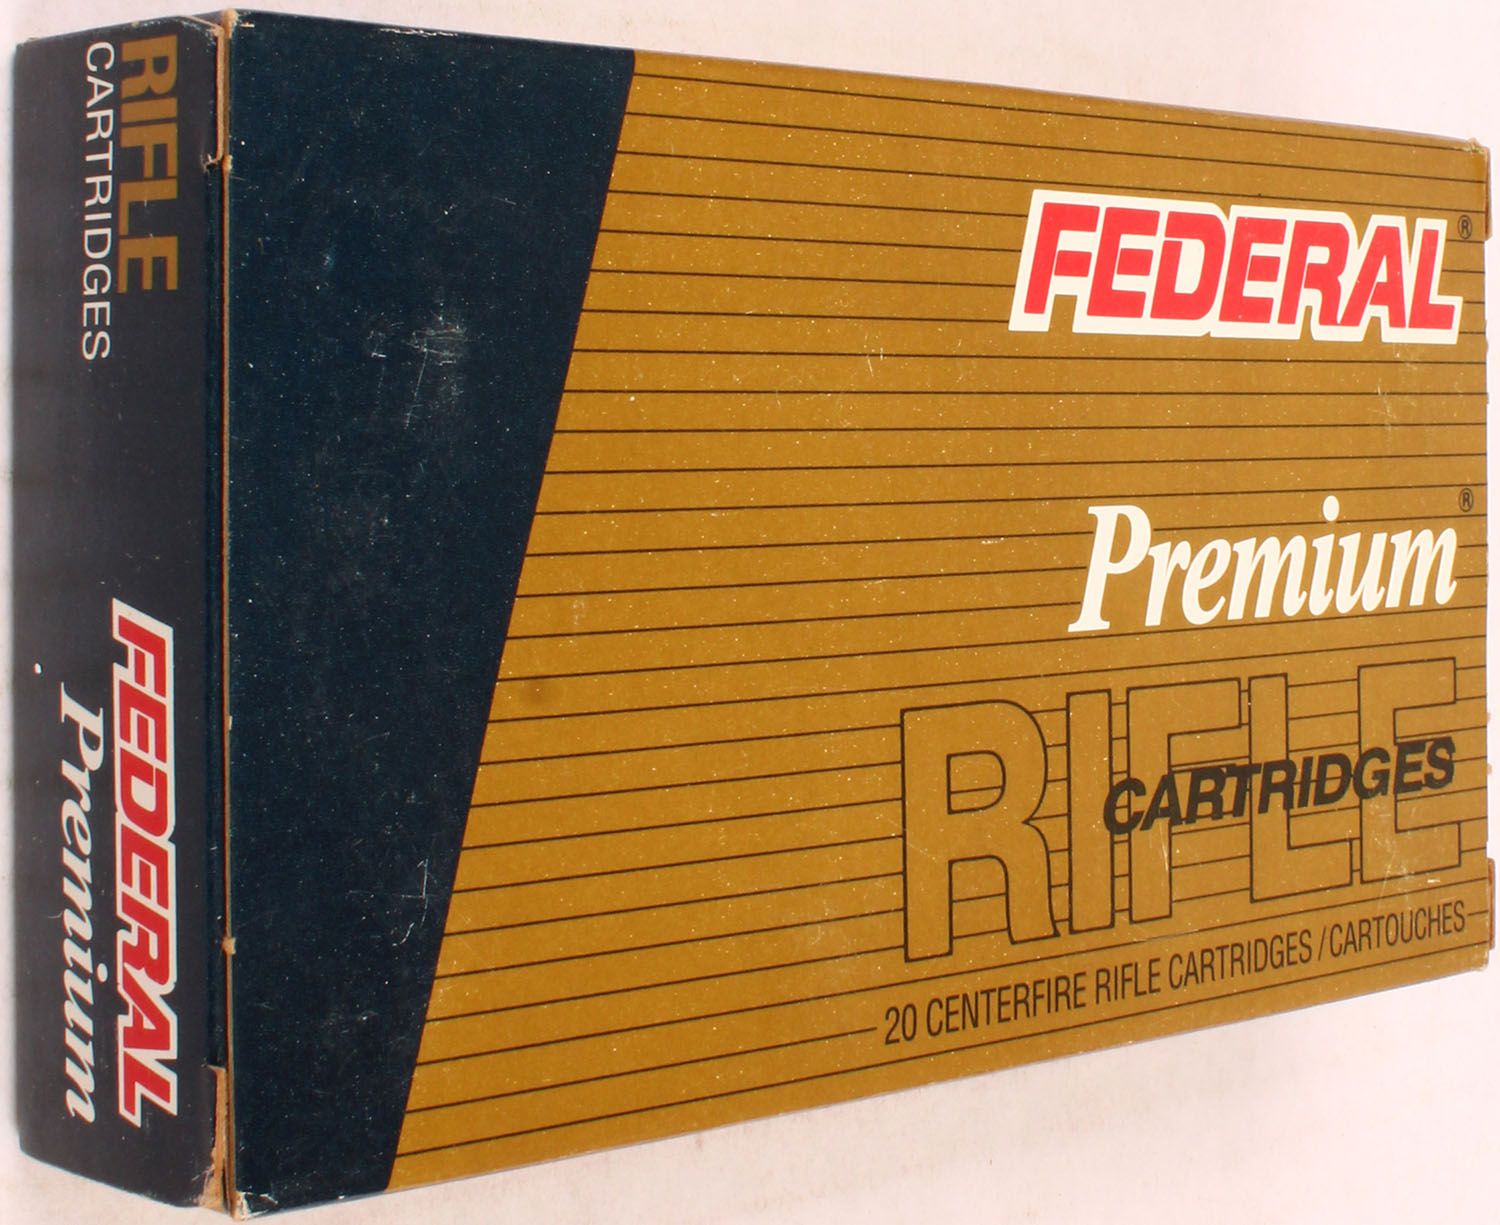 FEDERAL®
Premium®
RIFLE
CARTRIDGES
20 CENTERFIRE RIFLE CARTRIDGES/CARTOUCHES
RIFLE
CARTRIDGES
FEDERAL
Premium